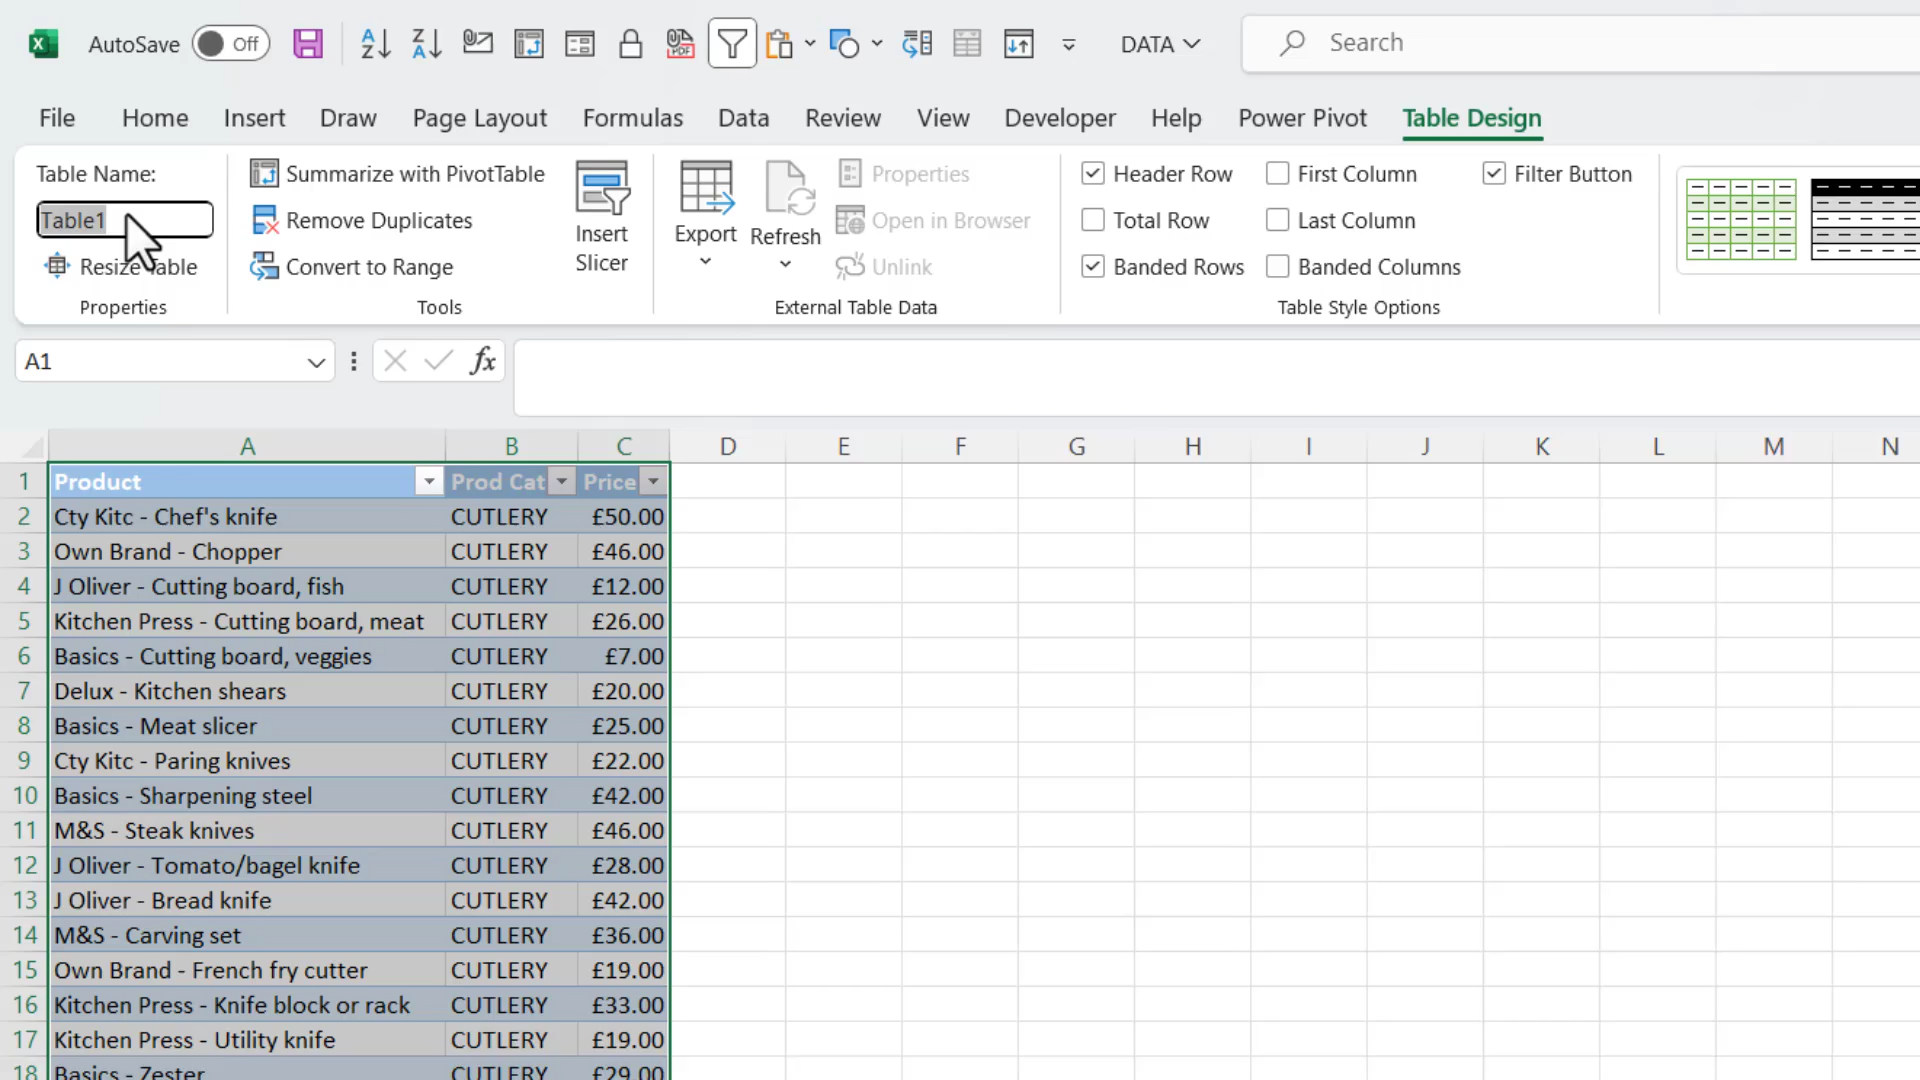 AutoSave Off DATA Search
File Home Insert Draw Page Layout Formulas Data Review View Developer Help Power Pivot Table Design
Table Name:
Table1
Resize Table
Properties
Summarize with PivotTable
Remove Duplicates
Convert to Range
Insert
Slicer
Tools
Export
Refresh
Properties
Open in Browser
Unlink
External Table Data
Header Row
Total Row
Banded Rows
First Column
Last Column
Banded Columns
Filter Button
Table Style Options
A1 fx
A B C D E F G H I J K L M N
1 Product Prod Cat Price
2 Cty Kitc - Chef's knife CUTLERY £50.00
3 Own Brand - Chopper CUTLERY £46.00
4 J Oliver - Cutting board, fish CUTLERY £12.00
5 Kitchen Press - Cutting board, meat CUTLERY £26.00
6 Basics - Cutting board, veggies CUTLERY £7.00
7 Delux - Kitchen shears CUTLERY £20.00
8 Basics - Meat slicer CUTLERY £25.00
9 Cty Kitc - Paring knives CUTLERY £22.00
10 Basics - Sharpening steel CUTLERY £42.00
11 M&S - Steak knives CUTLERY £46.00
12 J Oliver - Tomato/bagel knife CUTLERY £28.00
13 J Oliver - Bread knife CUTLERY £42.00
14 M&S - Carving set CUTLERY £36.00
15 Own Brand - French fry cutter CUTLERY £19.00
16 Kitchen Press - Knife block or rack CUTLERY £33.00
17 Kitchen Press - Utility knife CUTLERY £19.00
18 Basics - Zester CUTLERY £29.00